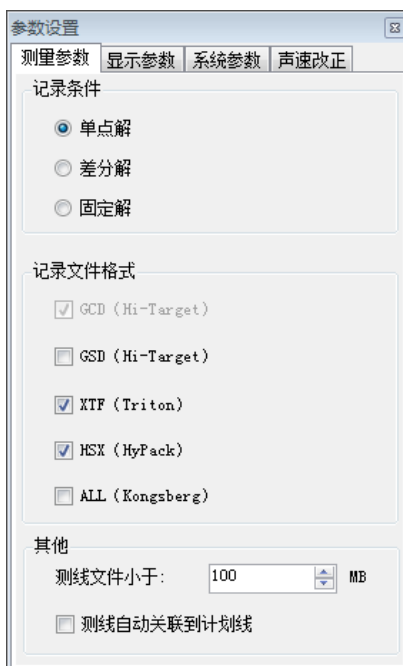 参数设置
测量参数 显示参数 系统参数 声速改正
记录条件
单点解
差分解
固定解
记录文件格式
GCD (Hi-Target)
GSD (Hi-Target)
XTF (Triton)
HSX (HyPack)
ALL (Kongsberg)
其他
测线文件小于: 100 MB
测线自动关联到计划线